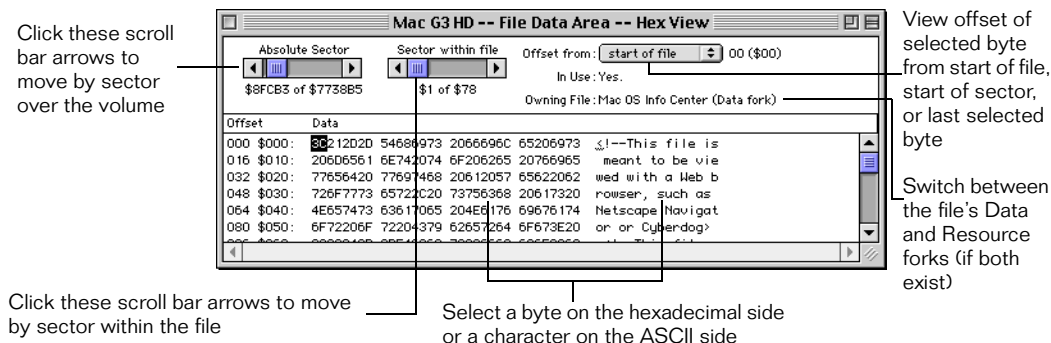 Click these scroll
bar arrows to
move by sector
over the volume
Mac G3 HD -- File Data Area -- Hex View
Absolute Sector
$8FCB3 of $7738B5
Sector within file
$1 of $78
Offset from: start of file 00 ($00)
In Use: Yes.
Owning File: Mac OS Info Center (Data fork)
Offset Data
000 $000: 3C212D2D 54686973 2066696C 65206973 <!--This file is
016 $010: 206D6561 6E742074 6F206265 20766965 meant to be vie
032 $020: 77656420 77697468 20612057 65622062 wed with a Web b
048 $030: 726F7773 65722C20 73756368 20617320 rowser, such as
064 $040: 4E657473 63617065 204E6176 69676174 Netscape Navigat
080 $050: 6F72206F 72204379 62657264 6F673E20 or or Cyberdog>
View offset of
selected byte
from start of file,
start of sector,
or last selected
byte
Switch between
the file's Data
and Resource
forks (if both
exist)
Click these scroll bar arrows to move
by sector within the file
Select a byte on the hexadecimal side
or a character on the ASCII side